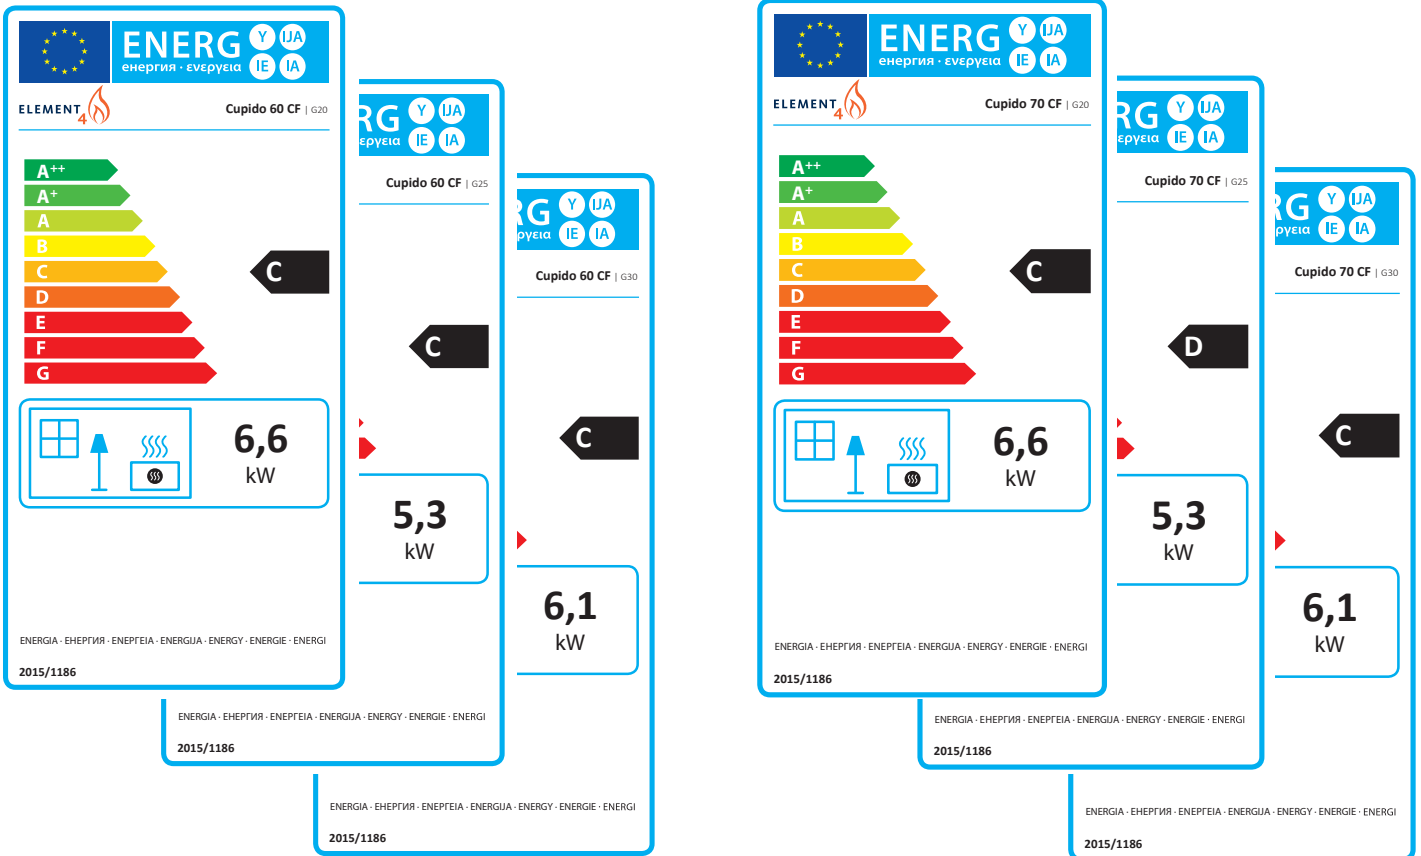 ENERG Y IJA
енергия · ενεργεια IE IA
ELEMENT 4
Cupido 60 CF | G20
A++
A+
A
B
C
D
E
F
G
C
6,6
kW
ENERGIA · ЕНЕРГИЯ · ΕΝΕΡΓΕΙΑ · ENERGIJA · ENERGY · ENERGIE · ENERGI
2015/1186
RG Y IJA
εργεια IE IA
Cupido 60 CF | G25
C
5,3
kW
ENERGIA · ЕНЕРГИЯ · ΕΝΕΡΓΕΙΑ · ENERGIJA · ENERGY · ENERGIE · ENERGI
2015/1186
RG Y IJA
ργεια IE IA
Cupido 60 CF | G30
C
6,1
kW
ENERGIA · ЕНЕРГИЯ · ΕΝΕΡΓΕΙΑ · ENERGIJA · ENERGY · ENERGIE · ENERGI
2015/1186
ENERG Y IJA
енергия · ενεργεια IE IA
ELEMENT 4
Cupido 70 CF | G20
A++
A+
A
B
C
D
E
F
G
C
6,6
kW
ENERGIA · ЕНЕРГИЯ · ΕΝΕΡΓΕΙΑ · ENERGIJA · ENERGY · ENERGIE · ENERGI
2015/1186
RG Y IJA
εργεια IE IA
Cupido 70 CF | G25
D
5,3
kW
ENERGIA · ЕНЕРГИЯ · ΕΝΕΡΓΕΙΑ · ENERGIJA · ENERGY · ENERGIE · ENERGI
2015/1186
RG Y IJA
ργεια IE IA
Cupido 70 CF | G30
C
6,1
kW
ENERGIA · ЕНЕРГИЯ · ΕΝΕΡΓΕΙΑ · ENERGIJA · ENERGY · ENERGIE · ENERGI
2015/1186